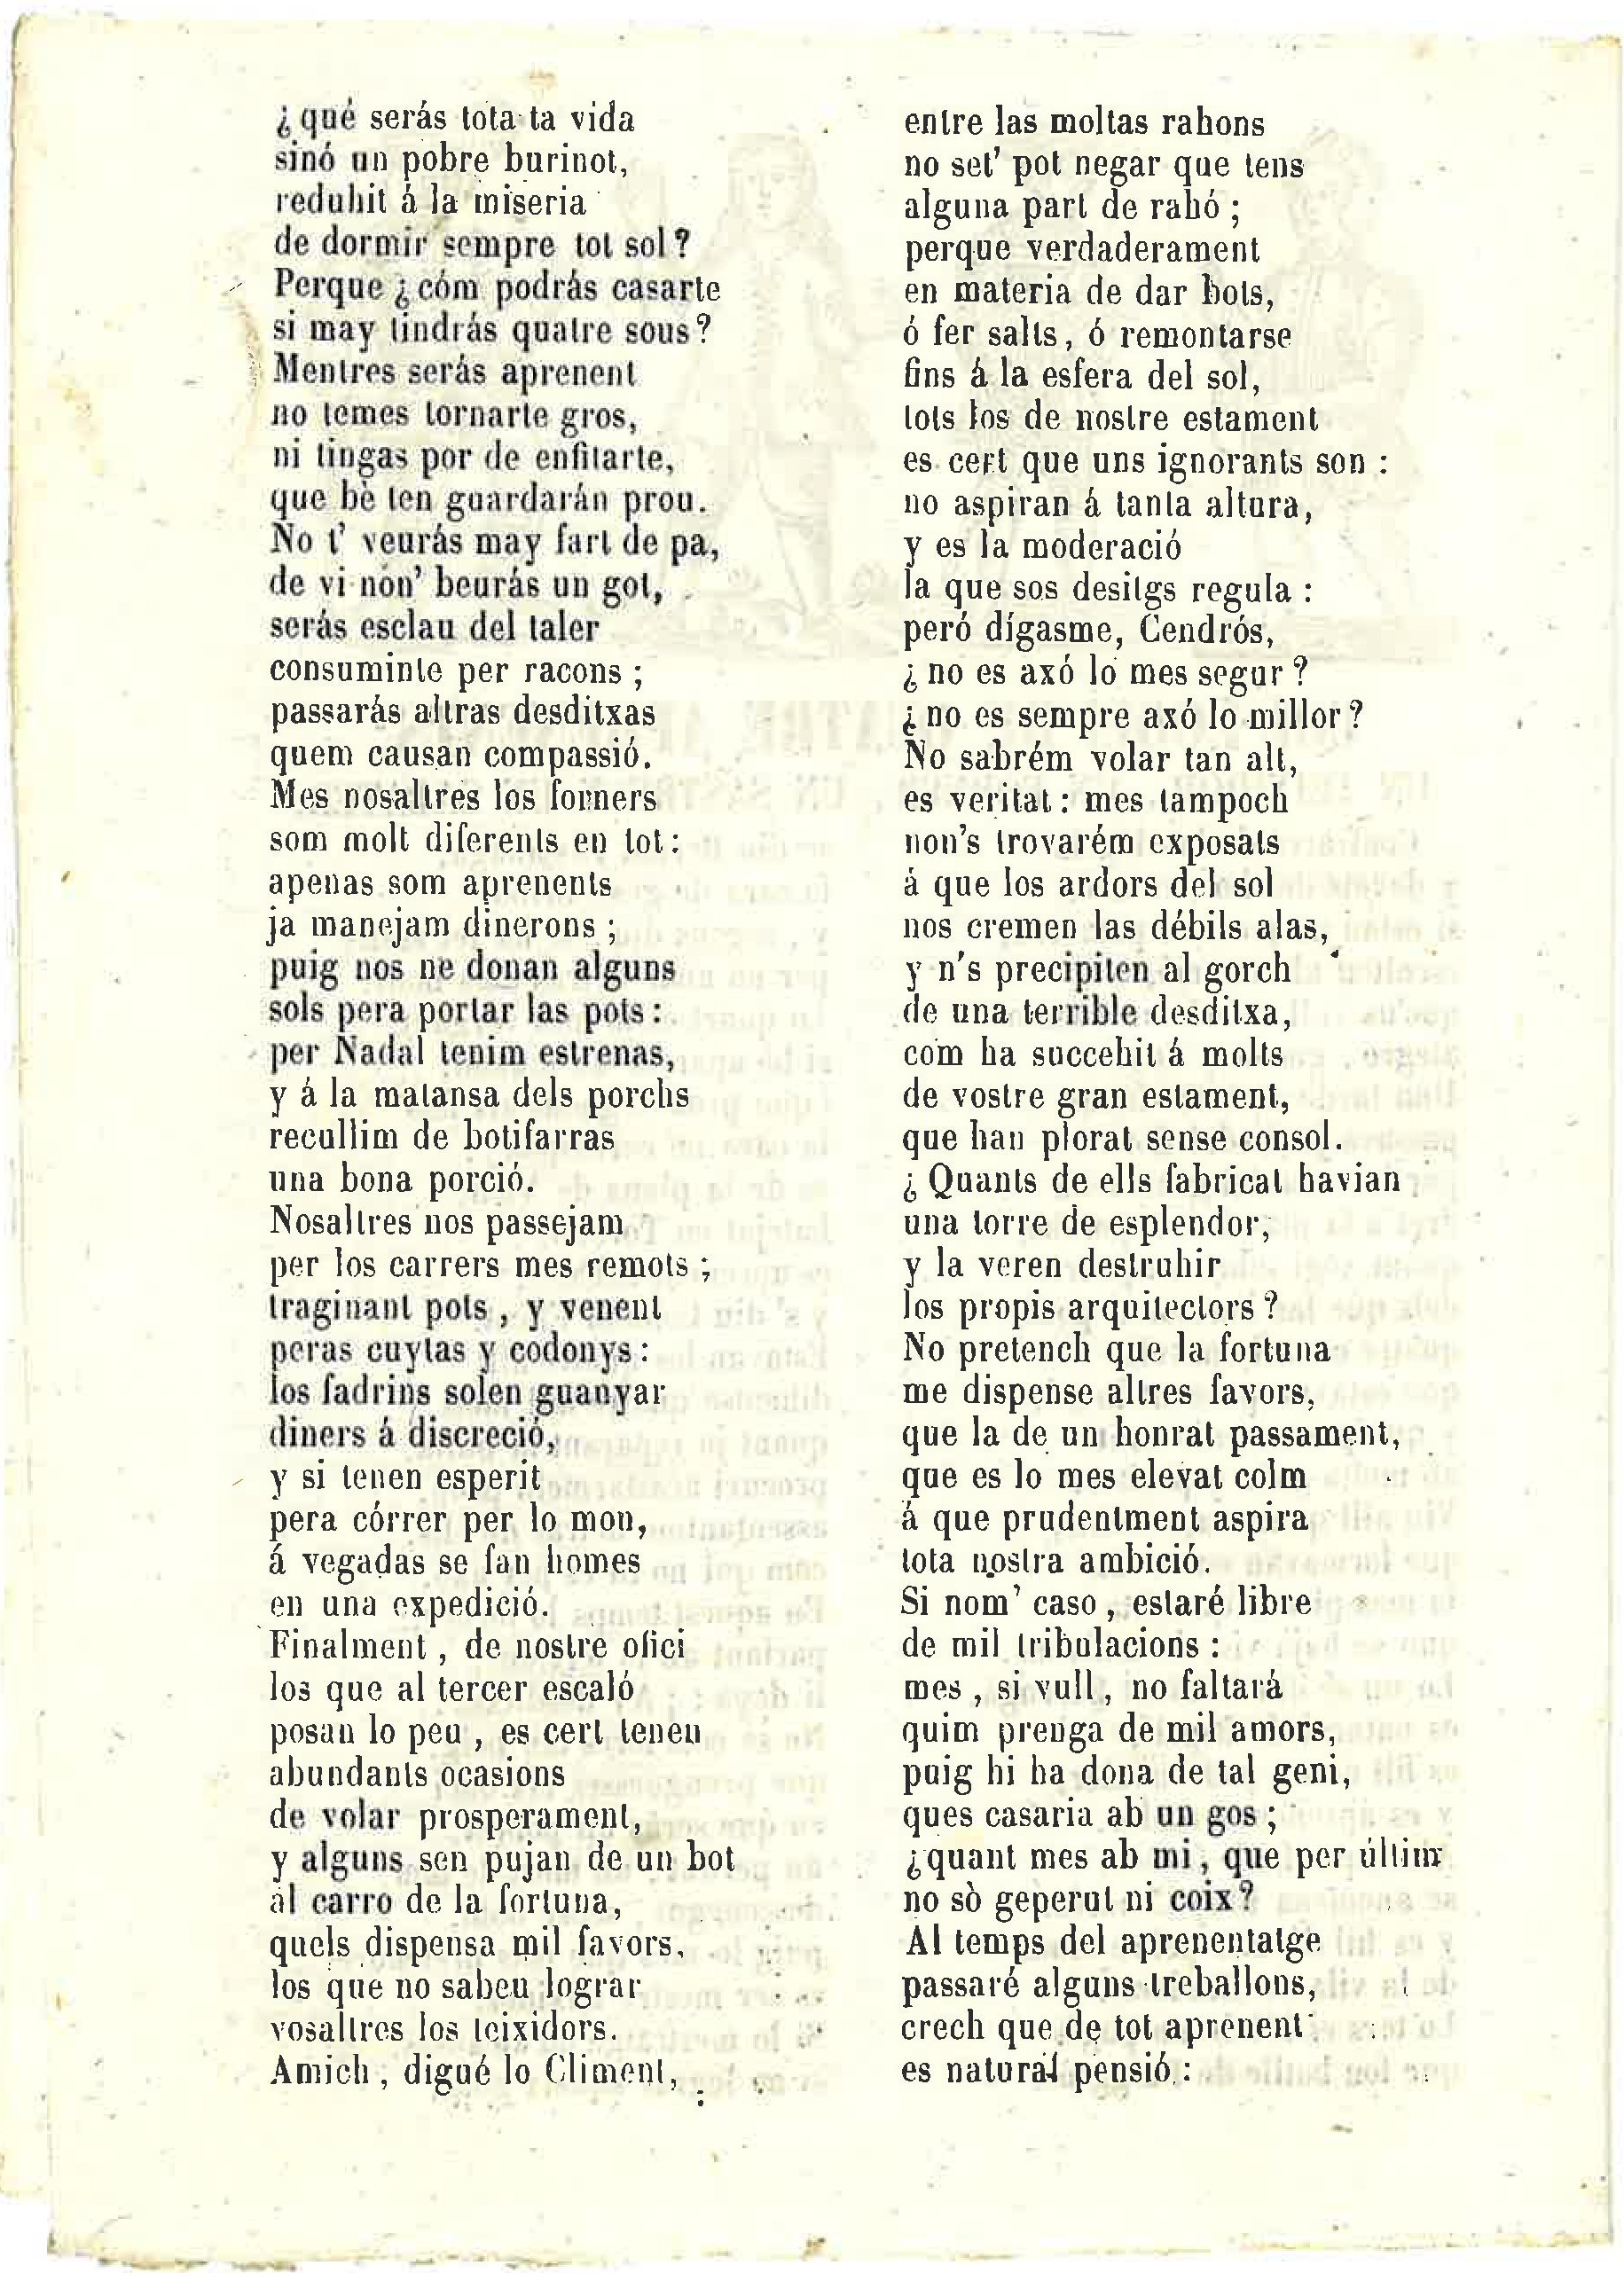 ¿qué serás tota ta vida
sinó un pobre burinot,
reduhit á la miseria
de dormir sempre tot sol?
Perque ¿cóm podrás casarte
si may tindrás quatre sous?
Mentres serás aprenent
no temes tornarte gros,
ni tingas por de enfitarte,
que bè ten guardarán prou.
No t' veurás may fart de pa,
de vi non' beurás un got,
serás esclau del taler
consuminte per racons;
passarás altras desditxas
quem causan compassió.
Mes nosaltres los forners
som molt diferents en tot:
apenas som aprenents
ja manejam dinerons;
puig nos ne donan alguns
sols pera portar las pots:
per Nadal tenim estrenas,
y á la matansa dels porchs
recullim de botifarras
una bona porció.
Nosaltres nos passejam
per los carrers mes remots;
traginant pots, y venent
peras cuytas y codonys:
los fadrins solen guanyar
diners á discreció,
y si tenen esperit
pera córrer per lo mon,
á vegadas se fan homes
en una expedició.
Finalment, de nostre ofici
los que al tercer escaló
posan lo peu, es cert tenen
abundants ocasions
de volar prosperament,
y alguns sen pujan de un bot
al carro de la fortuna,
quels dispensa mil favors,
los que no saben lograr
vosaltres los teixidors.
Amich, digué lo Climent,
entre las moltas rahons
no set' pot negar que tens
alguna part de rahó;
perque verdaderament
en materia de dar bots,
ó fer salts, ó remontarse
fins á la esfera del sol,
tots los de nostre estament
es cert que uns ignorants son:
no aspiran á tanta altura,
y es la moderació
la que sos desitgs regula:
peró dígasme, Cendrós,
¿no es axó lo mes segur?
¿no es sempre axó lo millor?
No sabrém volar tan alt,
es veritat: mes tampoch
non's trovarém exposats
á que los ardors del sol
nos cremen las débils alas,
y n's precipiten al gorch
de una terrible desditxa,
com ha succehit á molts
de vostre gran estament,
que han plorat sense consol.
¿Quants de ells fabricat havian
una torre de esplendor,
y la veren destruhir
los propis arquitectors?
No pretench que la fortuna
me dispense altres favors,
que la de un honrat passament,
que es lo mes elevat colm
á que prudentment aspira
tota nostra ambició.
Si nom' caso, estaré libre
de mil tribulacions:
mes, si vull, no faltará
quim prenga de mil amors,
puig hi ha dona de tal geni,
ques casaria ab un gos;
¿quant mes ab mi, que per últim
no sò geperut ni coix?
Al temps del aprenentatge
passaré alguns treballons,
crech que de tot aprenent
es natural pensió: